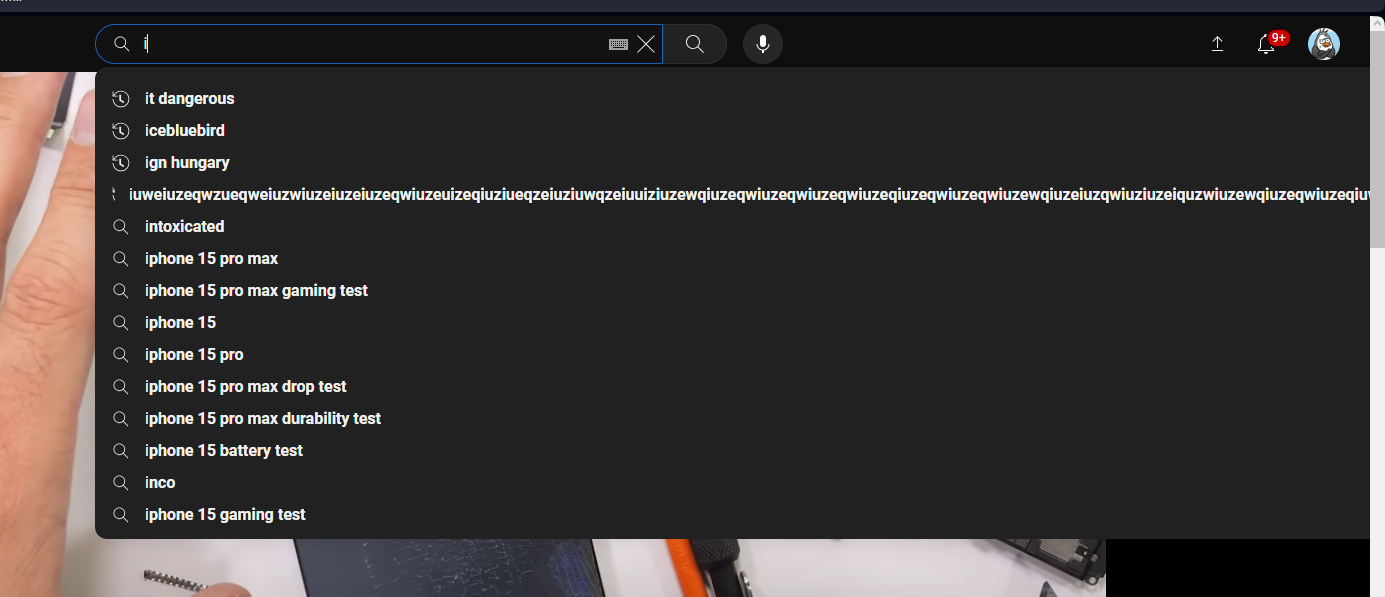 i
9+
it dangerous
icebluebird
ign hungary
intoxicated
iphone 15 pro max
iphone 15 pro max gaming test
iphone 15
iphone 15 pro
iphone 15 pro max drop test
iphone 15 pro max durability test
iphone 15 battery test
inco
iphone 15 gaming test